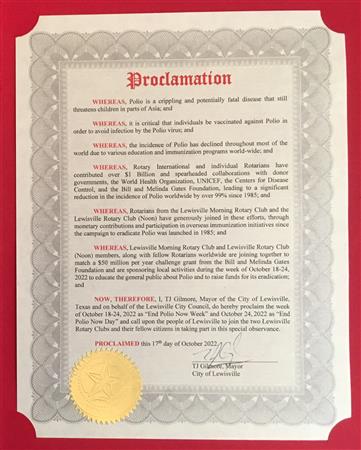 Proclamation
WHEREAS, Polio is a crippling and potentially fatal disease that still
threatens children in parts of Asia; and
WHEREAS, it is critical that individuals be vaccinated against Polio in
order to avoid infection by the Polio virus; and
WHEREAS, the incidence of Polio has declined throughout most of the
world due to various education and immunization programs world-wide; and
WHEREAS, Rotary International and individual Rotarians have
contributed over $1 Billion and spearheaded collaborations with donor
governments, the World Health Organization, UNICEF, the Centers for Disease
Control, and the Bill and Melinda Gates Foundation, leading to a significant
reduction in the incidence of Polio worldwide by over 99% since 1985; and
WHEREAS, Rotarians from the Lewisville Morning Rotary Club and the
Lewisville Rotary Club (Noon) have generously joined in these efforts, through
monetary contributions and participation in overseas immunization initiatives since
the campaign to eradicate Polio was launched in 1985; and
WHEREAS, Lewisville Morning Rotary Club and Lewisville Rotary Club
(Noon) members, along with fellow Rotarians worldwide are joining together to
match a $50 million per year challenge grant from the Bill and Melinda Gates
Foundation and are sponsoring local activities during the week of October 18-24,
2022 to educate the general public about Polio and to raise funds for its eradication;
and
NOW, THEREFORE, I, TJ Gilmore, Mayor of the City of Lewisville,
Texas and on behalf of the Lewisville City Council, do hereby proclaim the week
of October 18-24, 2022 as "End Polio Now Week" and October 24, 2022 as "End
Polio Now Day" and call upon the people of Lewisville to join the two Lewisville
Rotary Clubs and their fellow citizens in taking part in this special observance.
PROCLAIMED this 17th day of October 2022.
TJ Gilmore, Mayor
City of Lewisville